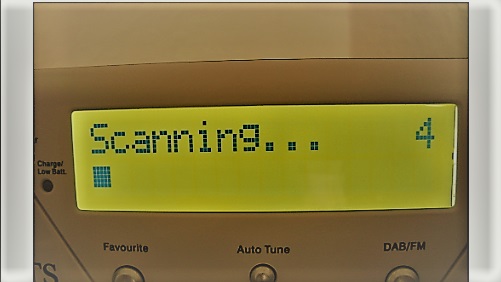 Scanning... 4
Charge/
Low Batt.
Favourite Auto Tune DAB/FM